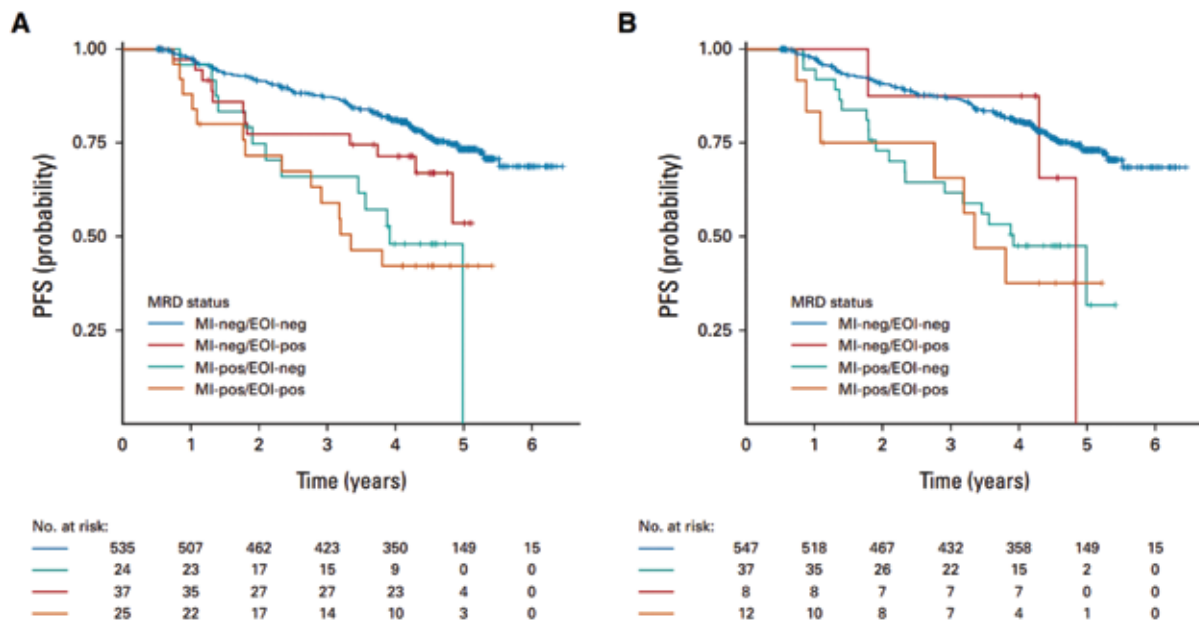 A
1.00
0.75
0.50
0.25
PFS (probability)
MRD status
MI-neg/EOI-neg
MI-neg/EOI-pos
MI-pos/EOI-neg
MI-pos/EOI-pos
0 1 2 3 4 5 6
Time (years)
No. at risk:
535 507 462 423 350 149 15
24 23 17 15 9 0 0
37 35 27 27 23 4 0
25 22 17 14 10 3 0
B
1.00
0.75
0.50
0.25
PFS (probability)
MRD status
MI-neg/EOI-neg
MI-neg/EOI-pos
MI-pos/EOI-neg
MI-pos/EOI-pos
0 1 2 3 4 5 6
Time (years)
No. at risk:
547 518 467 432 358 149 15
37 35 26 22 15 2 0
8 8 7 7 7 0 0
12 10 8 7 4 1 0